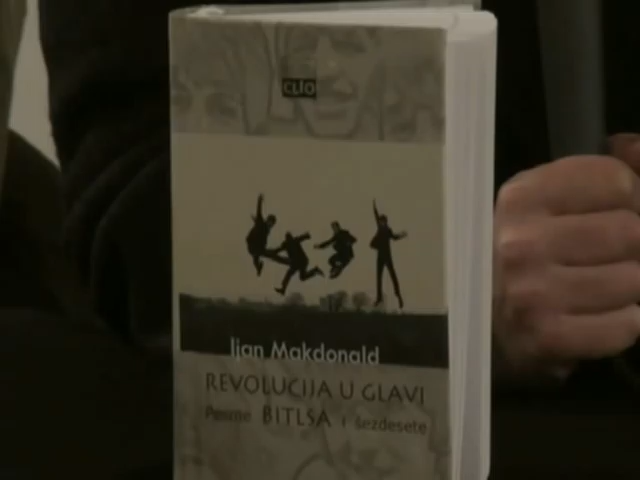 CLIO
Ijan Makdonald
REVOLUCIJA U GLAVI
Pesme BITLSA i šezdesete